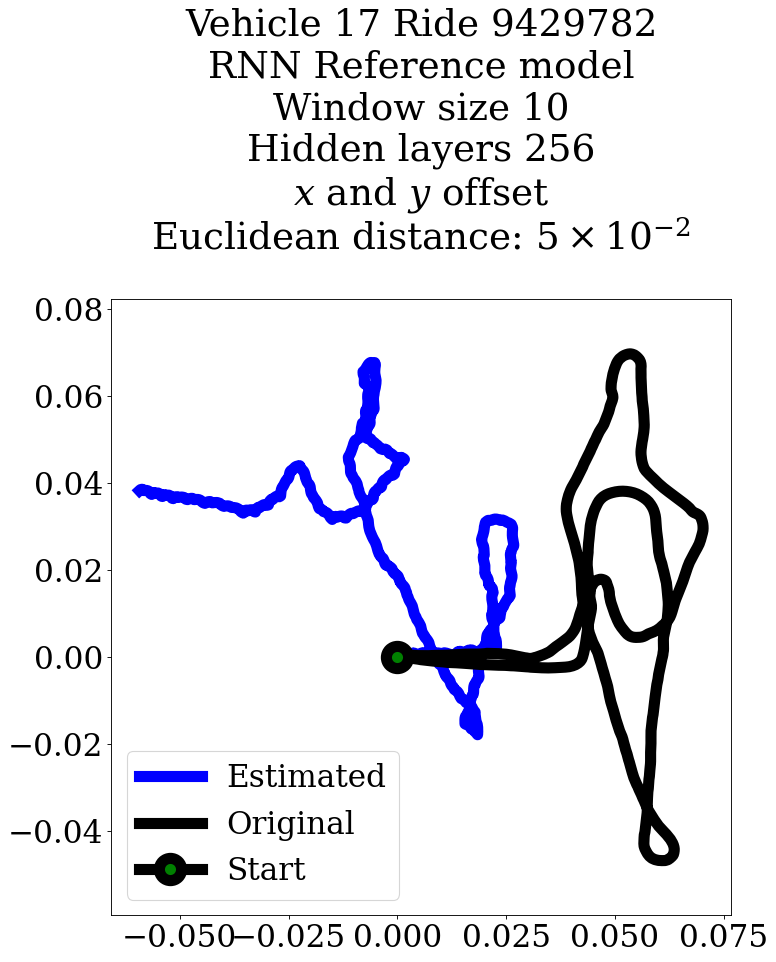 Vehicle 17 Ride 9429782
RNN Reference model
Window size 10
Hidden layers 256
x and y offset
Euclidean distance: 5 × 10⁻²
0.08
0.06
0.04
0.02
0.00
−0.02
−0.04
Estimated
Original
Start
−0.050 −0.025 0.000 0.025 0.050 0.075